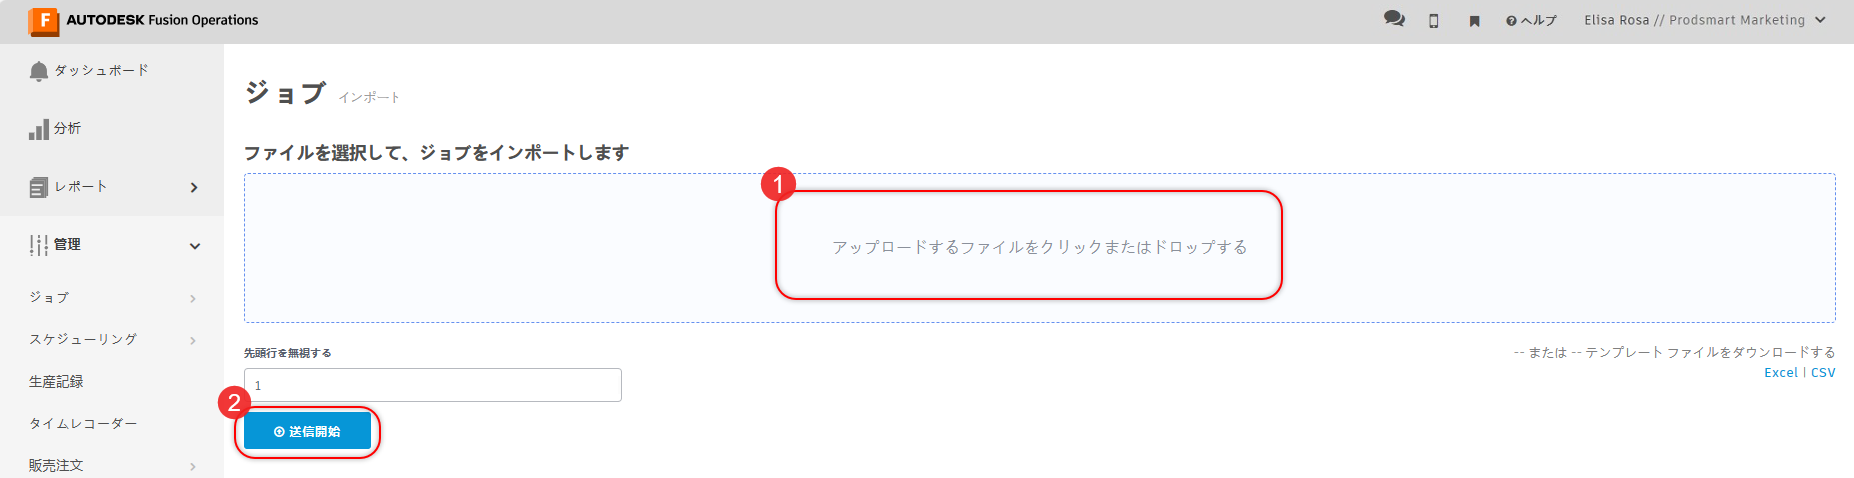 F AUTODESK Fusion Operations
ヘルプ
Elisa Rosa // Prodsmart Marketing
ダッシュボード
分析
レポート
管理
ジョブ
スケジューリング
生産記録
タイムレコーダー
販売注文
ジョブ インポート
ファイルを選択して、ジョブをインポートします
1
アップロードするファイルをクリックまたはドロップする
先頭行を無視する
1
-- または -- テンプレート ファイルをダウンロードする
Excel | CSV
2
送信開始